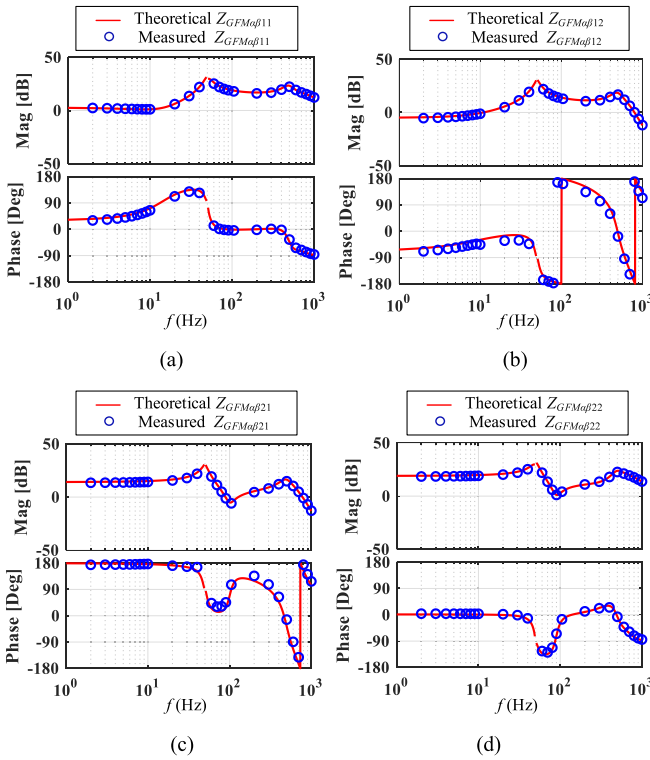 Theoretical Z_GFMαβ11
Measured Z_GFMαβ11
50
0
-50
Mag [dB]
180
90
0
-90
-180
Phase [Deg]
10^0 10^1 10^2 10^3
f (Hz)
(a)
Theoretical Z_GFMαβ12
Measured Z_GFMαβ12
50
0
-50
Mag [dB]
180
90
0
-90
-180
Phase [Deg]
10^0 10^1 10^2 10^3
f (Hz)
(b)
Theoretical Z_GFMαβ21
Measured Z_GFMαβ21
50
0
-50
Mag [dB]
180
90
0
-90
-180
Phase [Deg]
10^0 10^1 10^2 10^3
f (Hz)
(c)
Theoretical Z_GFMαβ22
Measured Z_GFMαβ22
50
0
-50
Mag [dB]
180
90
0
-90
-180
Phase [Deg]
10^0 10^1 10^2 10^3
f (Hz)
(d)